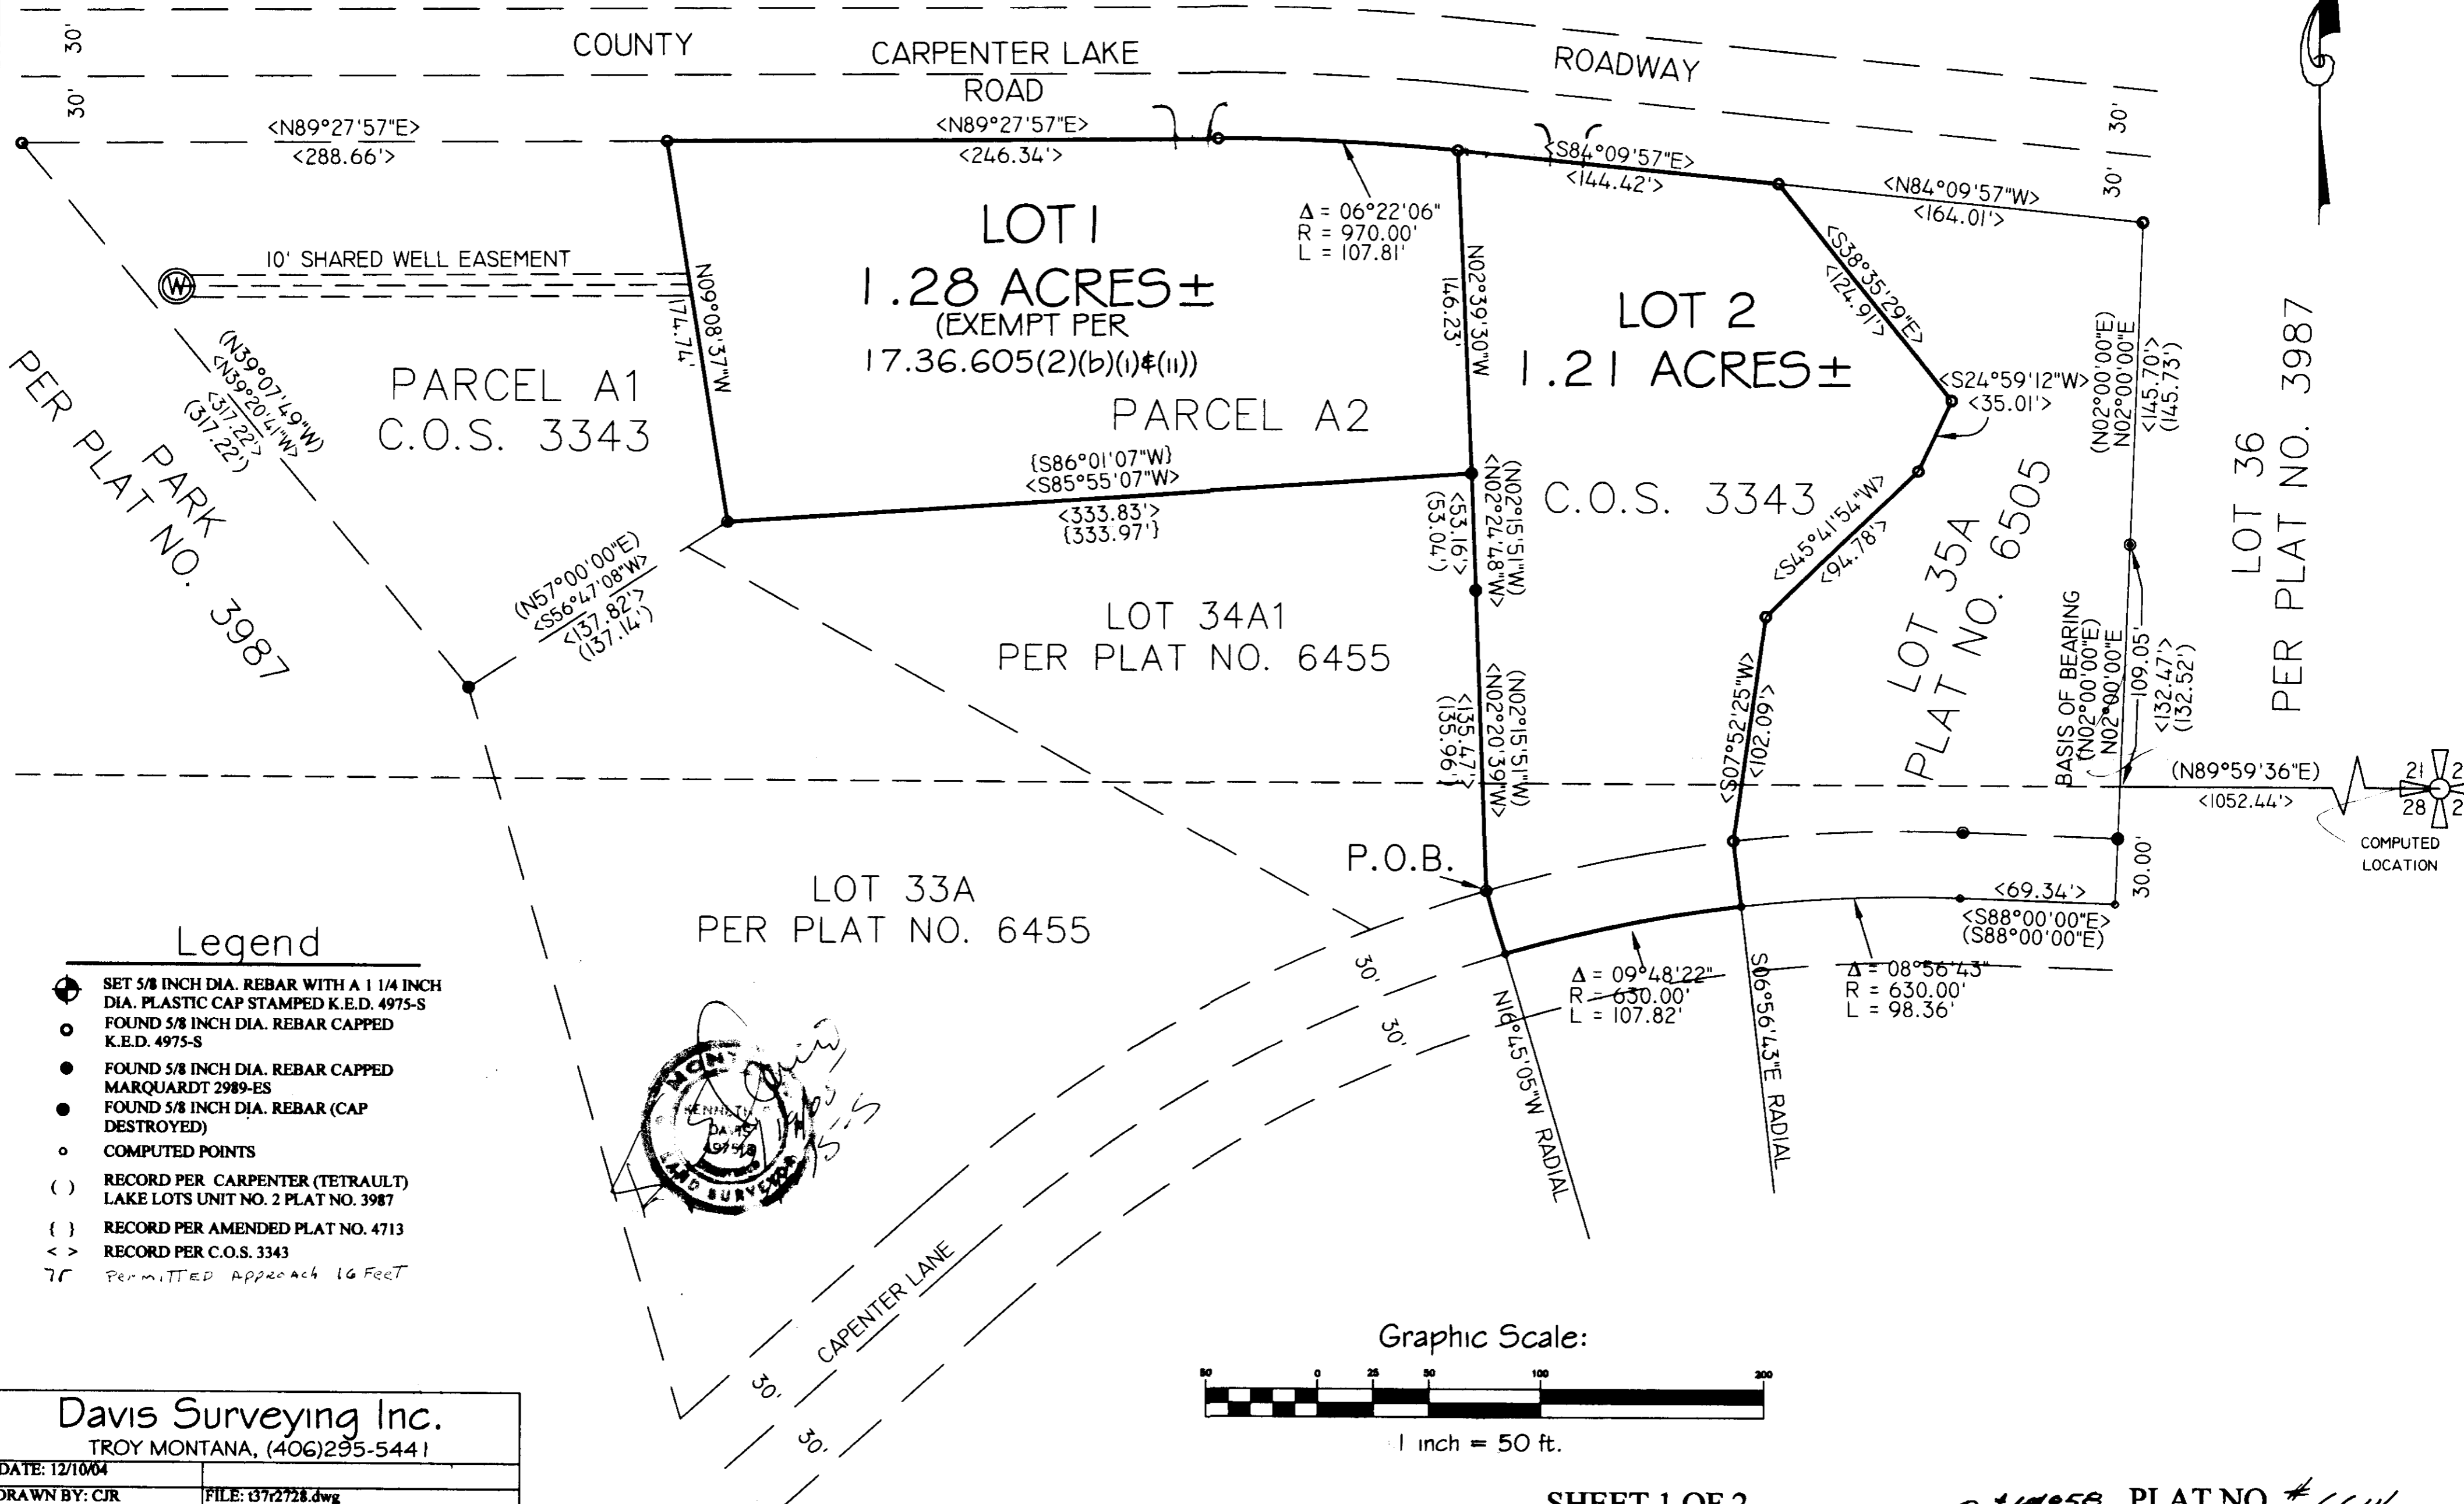 30'
30'
COUNTY
CARPENTER LAKE
ROAD
ROADWAY
30'
30'
<N89°27'57"E>
<288.66'>
<N89°27'57"E>
<246.34'>
<S84°09'57"E>
<144.42'>
<N84°09'57"W>
<164.01'>
Δ = 06°22'06"
R = 970.00'
L = 107.81'
LOT 1
1.28 ACRES±
(EXEMPT PER
17.36.605(2)(b)(i)&(ii))
10' SHARED WELL EASEMENT
W
N09°08'37"W
174.74'
N02°39'30"W
146.23'
LOT 2
1.21 ACRES±
<S38°35'29"E>
<124.91'>
<S24°59'12"W>
<35.01'>
(N02°00'00"E)
N02°00'00"E
<145.70'>
(145.73')
LOT 36
PER PLAT NO. 3987
(N39°07'49"W)
<N39°20'41"W>
<317.22'>
(317.22')
PARK
PER PLAT NO. 3987
PARCEL A1
C.O.S. 3343
PARCEL A2
C.O.S. 3343
{S86°01'07"W}
<S85°55'07"W>
<333.83'>
{333.97'}
(N02°15'51"W)
<N02°24'48"W>
<53.16'>
(53.04')
<S45°41'54"W>
<94.78'>
LOT 35A
PLAT NO. 6505
(N57°00'00"E)
<S56°47'08"W>
<137.82'>
(137.14')
LOT 34A1
PER PLAT NO. 6455
(N02°15'51"W)
<N02°20'39"W>
<135.47'>
(135.96')
<S07°52'25"W>
<102.09'>
BASIS OF BEARING
(N02°00'00"E)
N02°00'00"E
109.05'
<132.47'>
(132.52')
(N89°59'36"E)
<1052.44'>
21
28
COMPUTED
LOCATION
P.O.B.
30.00'
<69.34'>
<S88°00'00"E>
(S88°00'00"E)
LOT 33A
PER PLAT NO. 6455
30'
30'
Δ = 09°48'22"
R = 630.00'
L = 107.82'
Δ = 08°56'43"
R = 630.00'
L = 98.36'
N16°45'05"W RADIAL
S06°56'43"E RADIAL
Legend
SET 5/8 INCH DIA. REBAR WITH A 1 1/4 INCH
DIA. PLASTIC CAP STAMPED K.E.D. 4975-S
FOUND 5/8 INCH DIA. REBAR CAPPED
K.E.D. 4975-S
FOUND 5/8 INCH DIA. REBAR CAPPED
MARQUARDT 2989-ES
FOUND 5/8 INCH DIA. REBAR (CAP
DESTROYED)
COMPUTED POINTS
( ) RECORD PER CARPENTER (TETRAULT)
LAKE LOTS UNIT NO. 2 PLAT NO. 3987
{ } RECORD PER AMENDED PLAT NO. 4713
< > RECORD PER C.O.S. 3343
PERMITTED APPROACH 16 FEET
KENNETH
DAVIS
4975S
LAND SURVEYOR
CAPENTER LANE
30'
30'
Graphic Scale:
50 0 25 50 100 200
1 inch = 50 ft.
Davis Surveying Inc.
TROY MONTANA, (406)295-5441
DATE: 12/10/04
DRAWN BY: CJR
FILE: t37r2728.dwg
SHEET 1 OF 2
PLAT NO. #